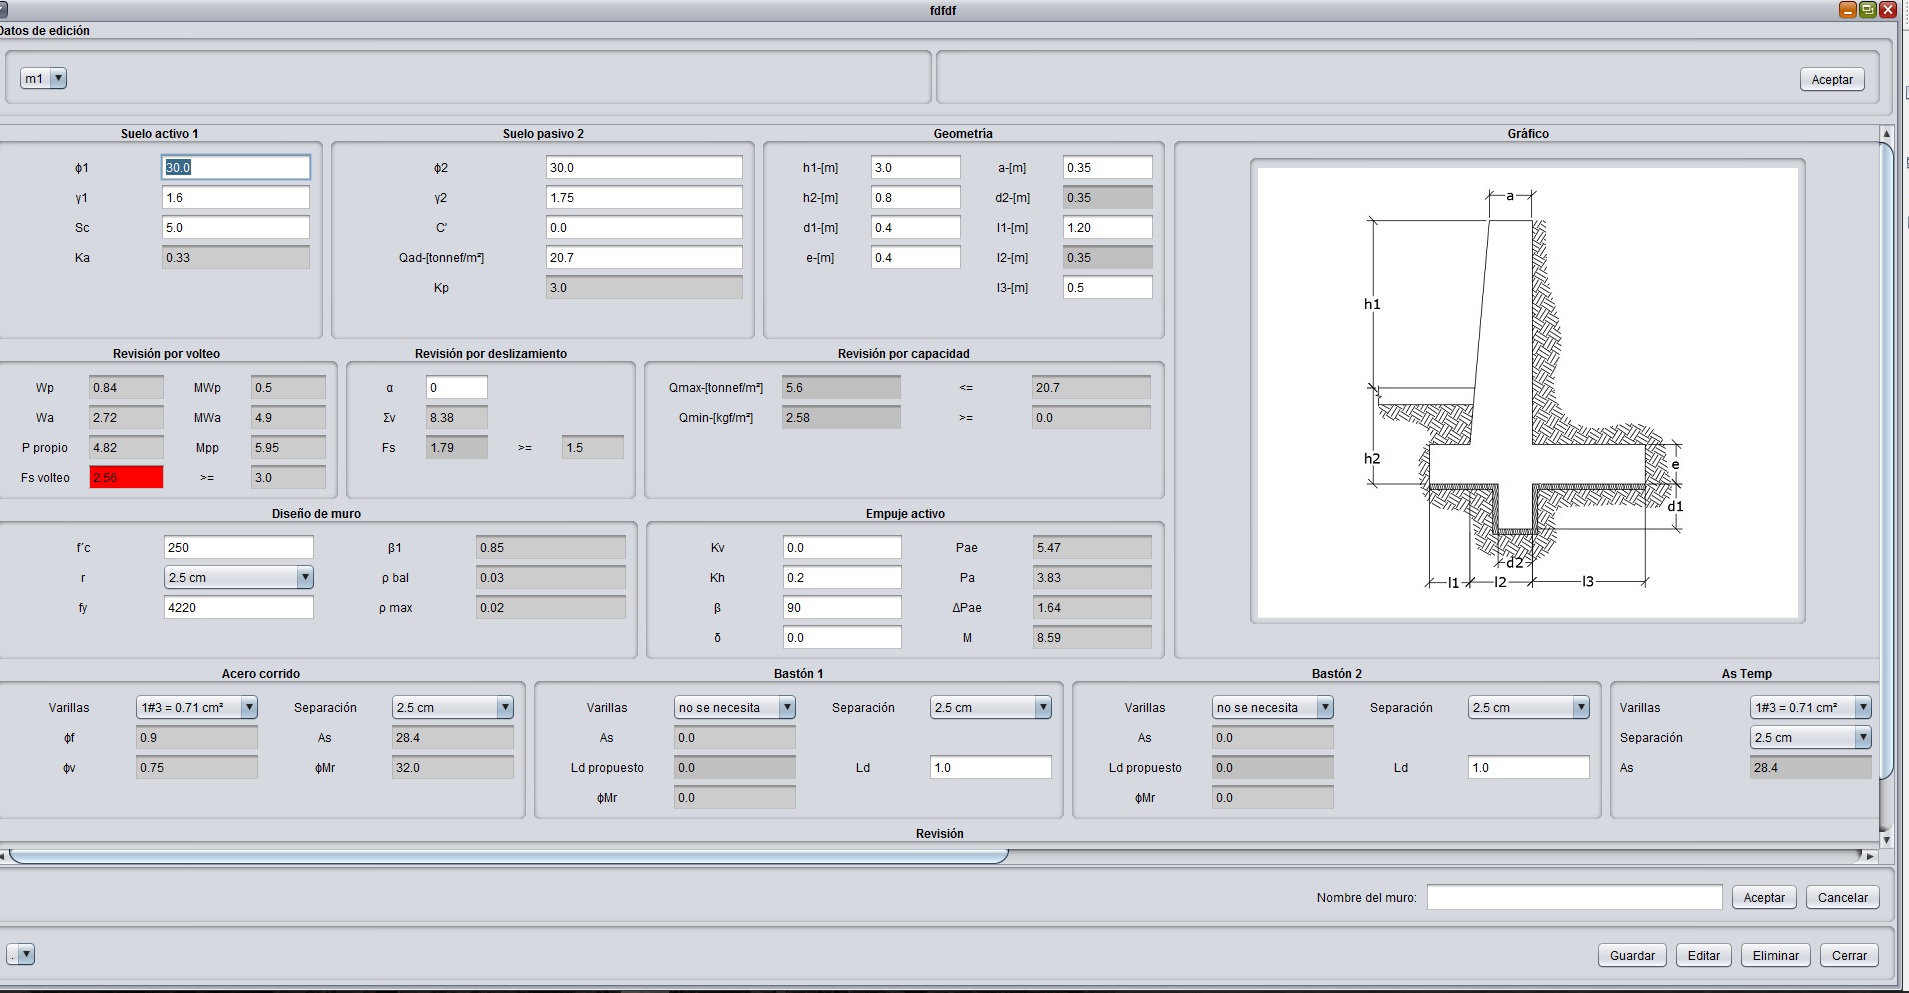 fdfdf
Datos de edición
m1
Aceptar
Suelo activo 1
ϕ1 30.0
γ1 1.6
Sc 5.0
Ka 0.33
Suelo pasivo 2
ϕ2 30.0
γ2 1.75
C' 0.0
Qad-[tonnef/m²] 20.7
Kp 3.0
Geometría
h1-[m] 3.0 a-[m] 0.35
h2-[m] 0.8 d2-[m] 0.35
d1-[m] 0.4 l1-[m] 1.20
e-[m] 0.4 l2-[m] 0.35
l3-[m] 0.5
Gráfico
a
h1
h2
e
d1
d2
l1 l2 l3
Revisión por volteo
Wp 0.84 MWp 0.5
Wa 2.72 MWa 4.9
P propio 4.82 Mpp 5.95
Fs volteo 2.56 >= 3.0
Revisión por deslizamiento
α 0
Σv 8.38
Fs 1.79 >= 1.5
Revisión por capacidad
Qmax-[tonnef/m²] 5.6 <= 20.7
Qmin-[kgf/m²] 2.58 >= 0.0
Diseño de muro
f´c 250 β1 0.85
r 2.5 cm ρ bal 0.03
fy 4220 ρ max 0.02
Empuje activo
Kv 0.0 Pae 5.47
Kh 0.2 Pa 3.83
β 90 ΔPae 1.64
δ 0.0 M 8.59
Acero corrido
Varillas 1#3 = 0.71 cm² Separación 2.5 cm
ϕf 0.9 As 28.4
ϕv 0.75 ϕMr 32.0
Bastón 1
Varillas no se necesita Separación 2.5 cm
As 0.0
Ld propuesto 0.0 Ld 1.0
ϕMr 0.0
Bastón 2
Varillas no se necesita Separación 2.5 cm
As 0.0
Ld propuesto 0.0 Ld 1.0
ϕMr 0.0
As Temp
Varillas 1#3 = 0.71 cm²
Separación 2.5 cm
As 28.4
Revisión
Nombre del muro: Aceptar Cancelar
. Guardar Editar Eliminar Cerrar